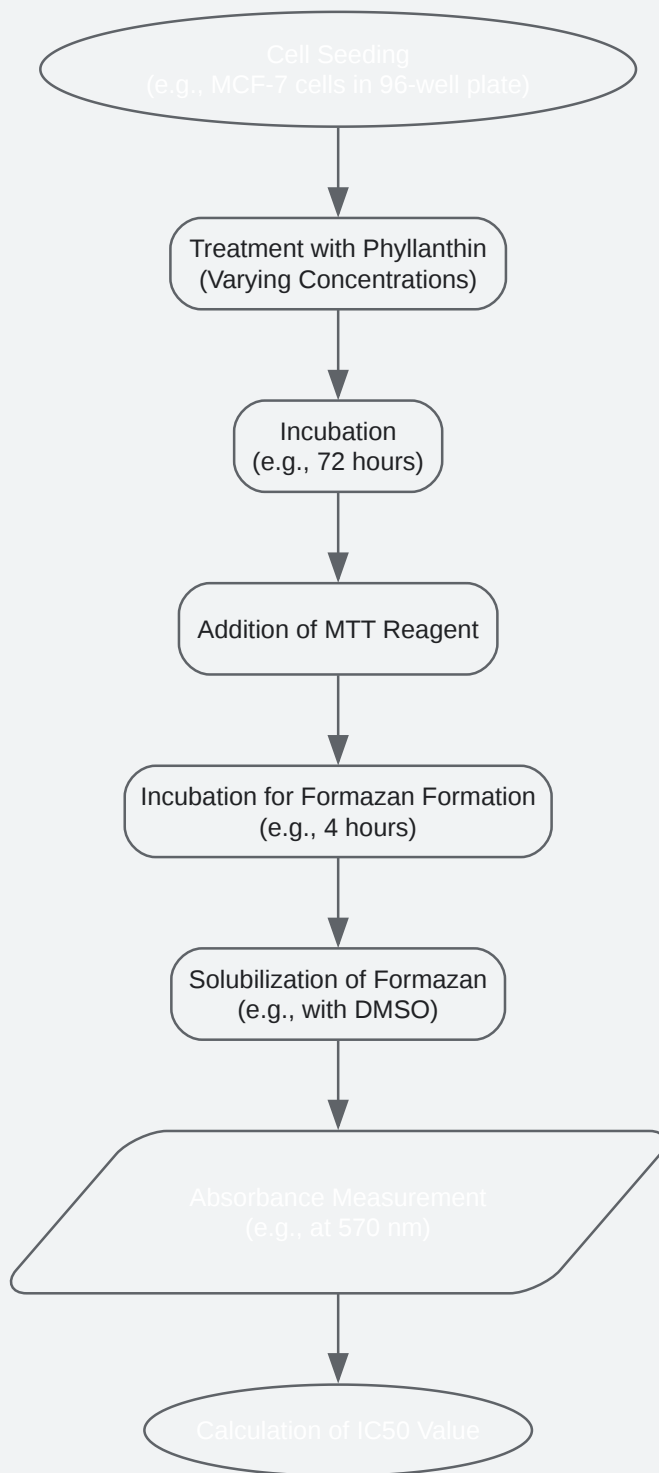 Cell Seeding
(e.g., MCF-7 cells in 96-well plate)
Treatment with Phyllanthin
(Varying Concentrations)
Incubation
(e.g., 72 hours)
Addition of MTT Reagent
Incubation for Formazan Formation
(e.g., 4 hours)
Solubilization of Formazan
(e.g., with DMSO)
Absorbance Measurement
(e.g., at 570 nm)
Calculation of IC50 Value